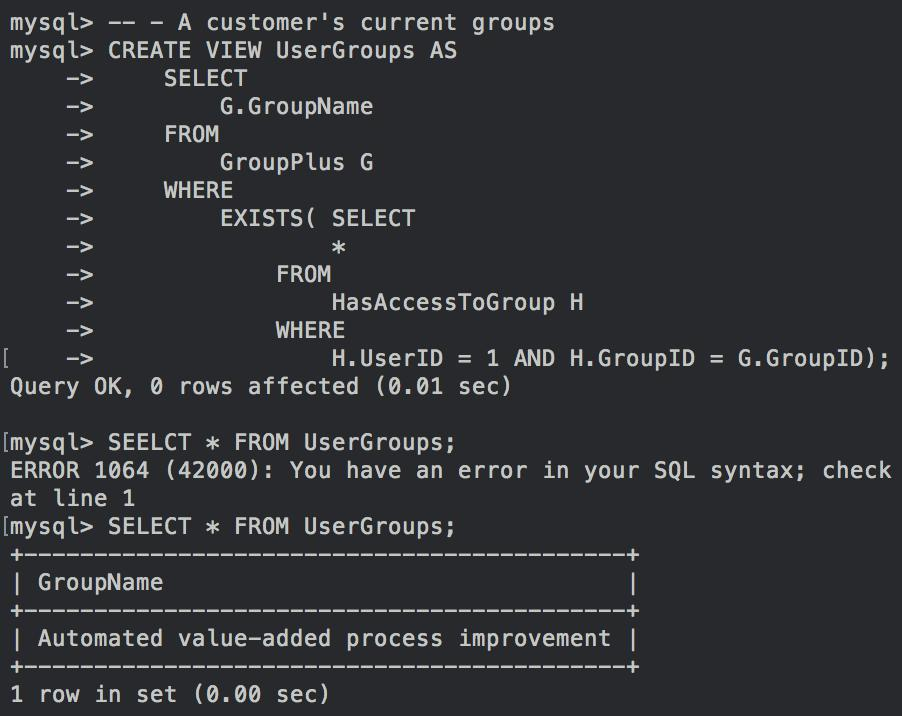 mysql> -- - A customer's current groups
mysql> CREATE VIEW UserGroups AS
    ->     SELECT
    ->         G.GroupName
    ->     FROM
    ->         GroupPlus G
    ->     WHERE
    ->         EXISTS( SELECT
    ->                 *
    ->             FROM
    ->                 HasAccessToGroup H
    ->             WHERE
[    ->                 H.UserID = 1 AND H.GroupID = G.GroupID);
Query OK, 0 rows affected (0.01 sec)

[mysql> SEELCT * FROM UserGroups;
ERROR 1064 (42000): You have an error in your SQL syntax; check
at line 1
[mysql> SELECT * FROM UserGroups;
+-------------------------------------------+
| GroupName                                 |
+-------------------------------------------+
| Automated value-added process improvement |
+-------------------------------------------+
1 row in set (0.00 sec)